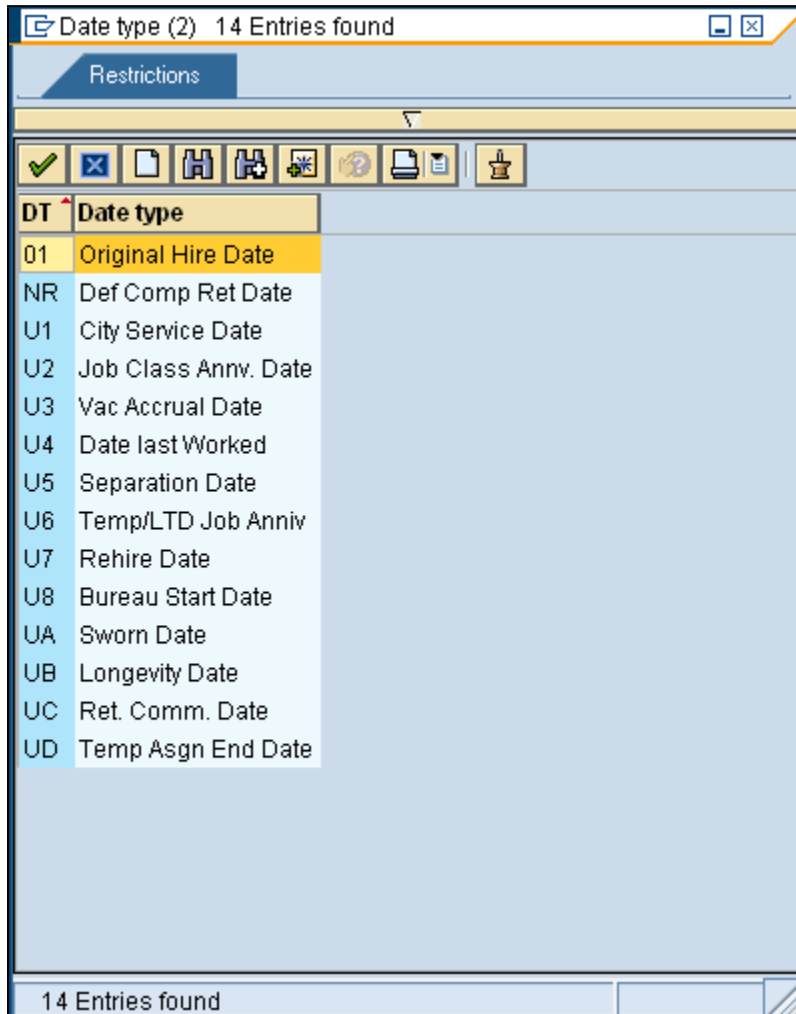 Date type (2) 14 Entries found
Restrictions
DT Date type
01 Original Hire Date
NR Def Comp Ret Date
U1 City Service Date
U2 Job Class Annv. Date
U3 Vac Accrual Date
U4 Date last Worked
U5 Separation Date
U6 Temp/LTD Job Anniv
U7 Rehire Date
U8 Bureau Start Date
UA Sworn Date
UB Longevity Date
UC Ret. Comm. Date
UD Temp Asgn End Date
14 Entries found